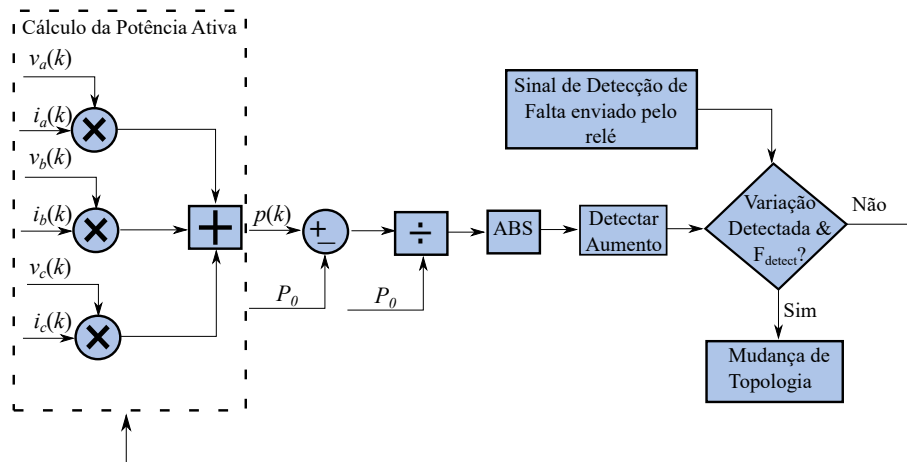 Cálculo da Potência Ativa
v_a(k)
i_a(k)
v_b(k)
i_b(k)
v_c(k)
i_c(k)
p(k)
P_0
P_0
ABS
Detectar
Aumento
Sinal de Detecção de
Falta enviado pelo
relé
Variação
Detectada &
F_detect?
Não
Sim
Mudança de
Topologia